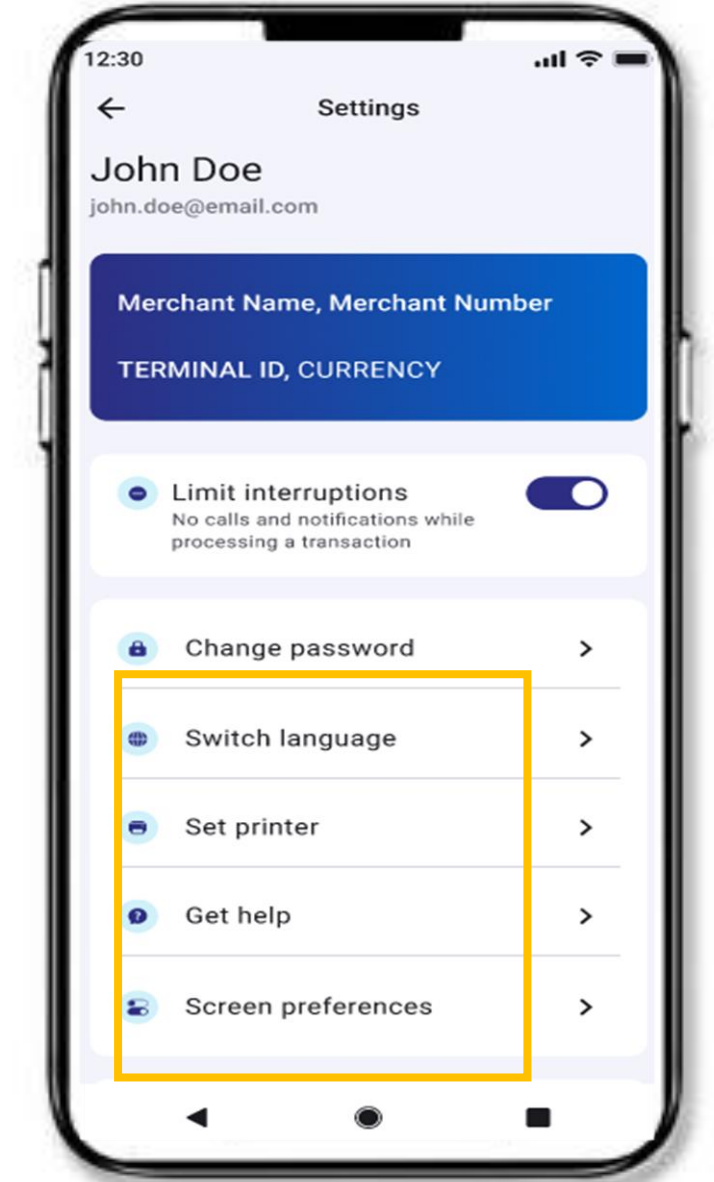 12:30
Settings
John Doe
john.doe@email.com
Merchant Name, Merchant Number
TERMINAL ID, CURRENCY
Limit interruptions
No calls and notifications while
processing a transaction
Change password
Switch language
Set printer
Get help
Screen preferences